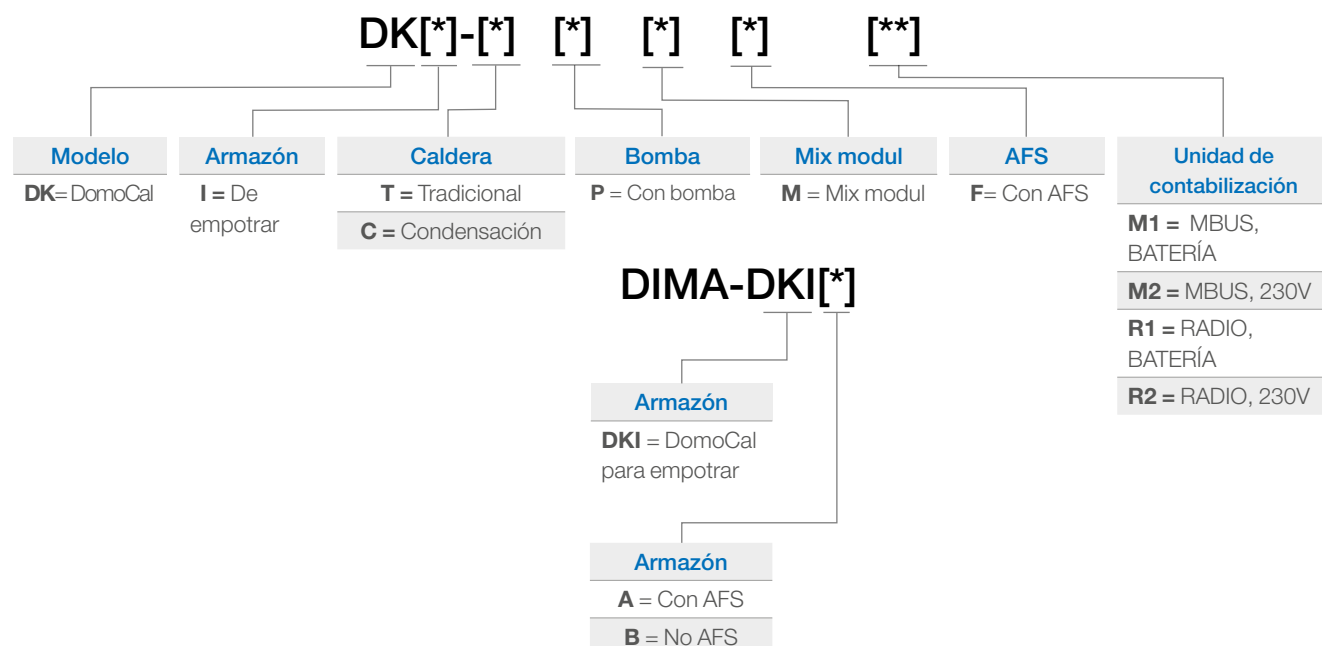 DK[*]-[*] [*] [*] [*] [**]
Modelo
DK= DomoCal
Armazón
I = De
empotrar
Caldera
T = Tradicional
C = Condensación
Bomba
P = Con bomba
Mix modul
M = Mix modul
AFS
F= Con AFS
Unidad de
contabilización
M1 = MBUS,
BATERÍA
M2 = MBUS, 230V
R1 = RADIO,
BATERÍA
R2 = RADIO, 230V
DIMA-DKI[*]
Armazón
DKI = DomoCal
para empotrar
Armazón
A = Con AFS
B = No AFS